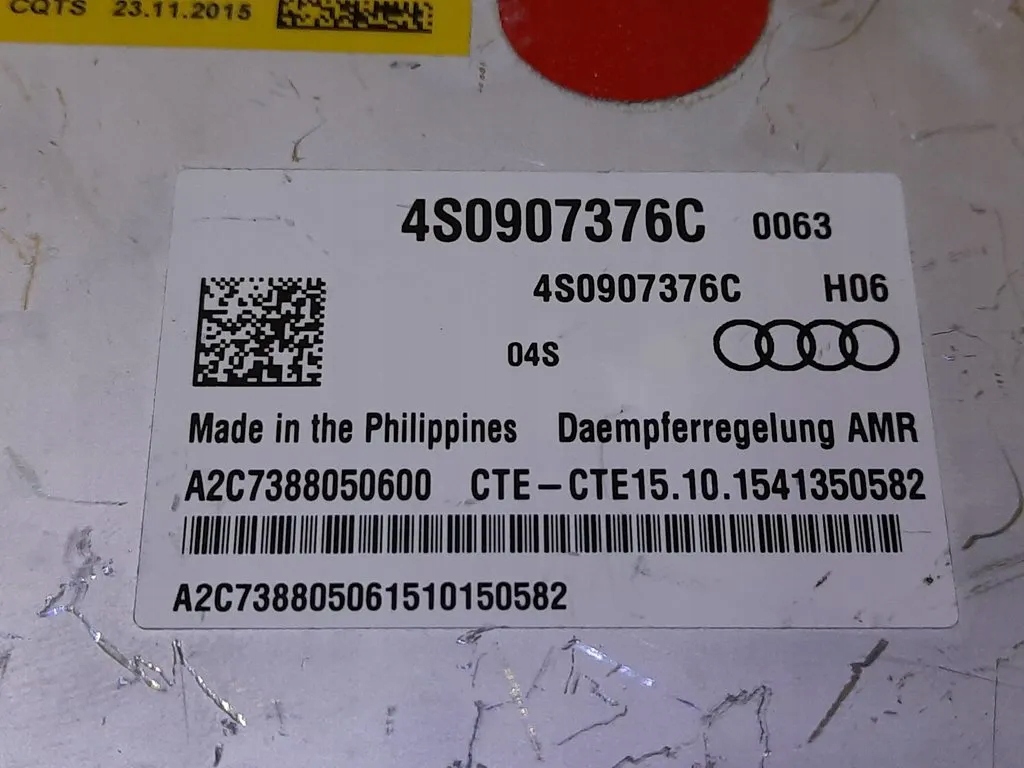 CQTS 23.11.2015
4S0907376C 0063
4S0907376C H06
04S
Made in the Philippines Daempferregelung AMR
A2C7388050600 CTE-CTE15.10.1541350582
A2C738805061510150582